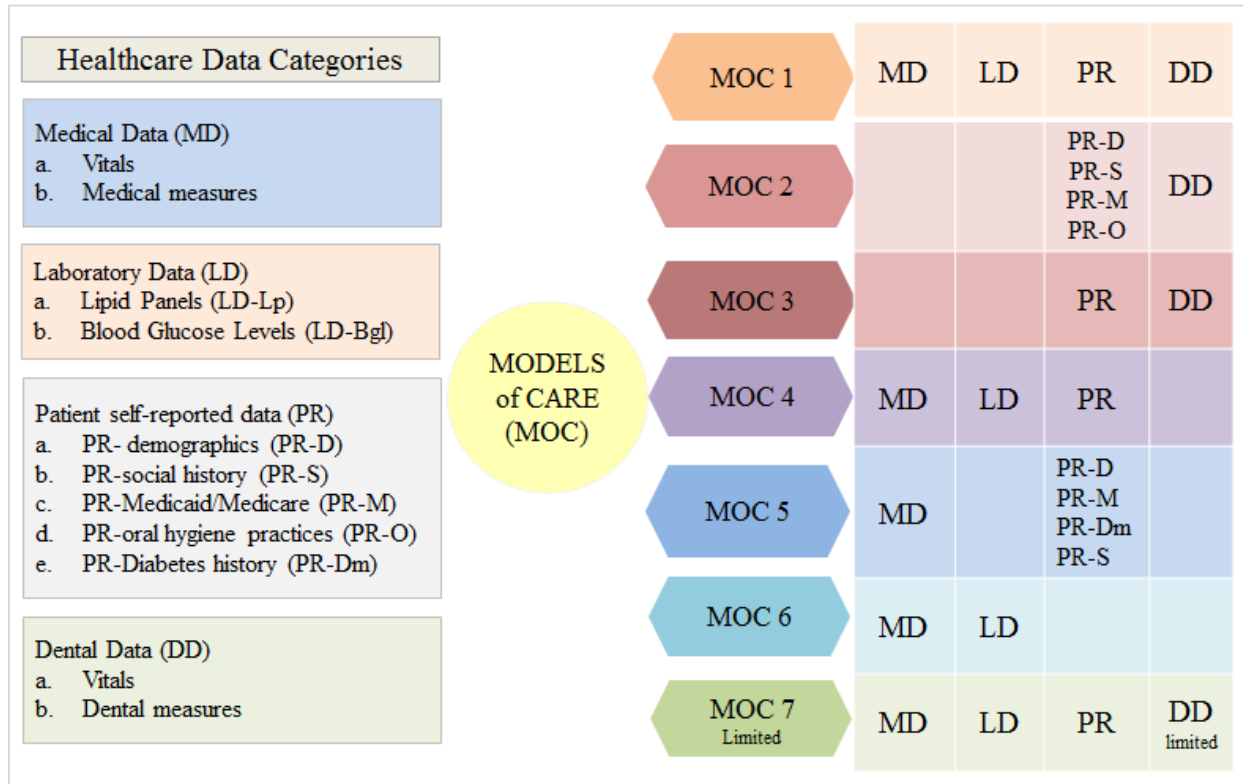 Healthcare Data Categories
Medical Data (MD)
a. Vitals
b. Medical measures
Laboratory Data (LD)
a. Lipid Panels (LD-Lp)
b. Blood Glucose Levels (LD-Bgl)
Patient self-reported data (PR)
a. PR- demographics (PR-D)
b. PR-social history (PR-S)
c. PR-Medicaid/Medicare (PR-M)
d. PR-oral hygiene practices (PR-O)
e. PR-Diabetes history (PR-Dm)
Dental Data (DD)
a. Vitals
b. Dental measures
MODELS
of CARE
(MOC)
MOC 1 MD LD PR DD
MOC 2
PR-D
PR-S
PR-M
PR-O
DD
MOC 3 PR DD
MOC 4 MD LD PR
MOC 5 MD
PR-D
PR-M
PR-Dm
PR-S
MOC 6 MD LD
MOC 7
Limited
MD LD PR DD
limited